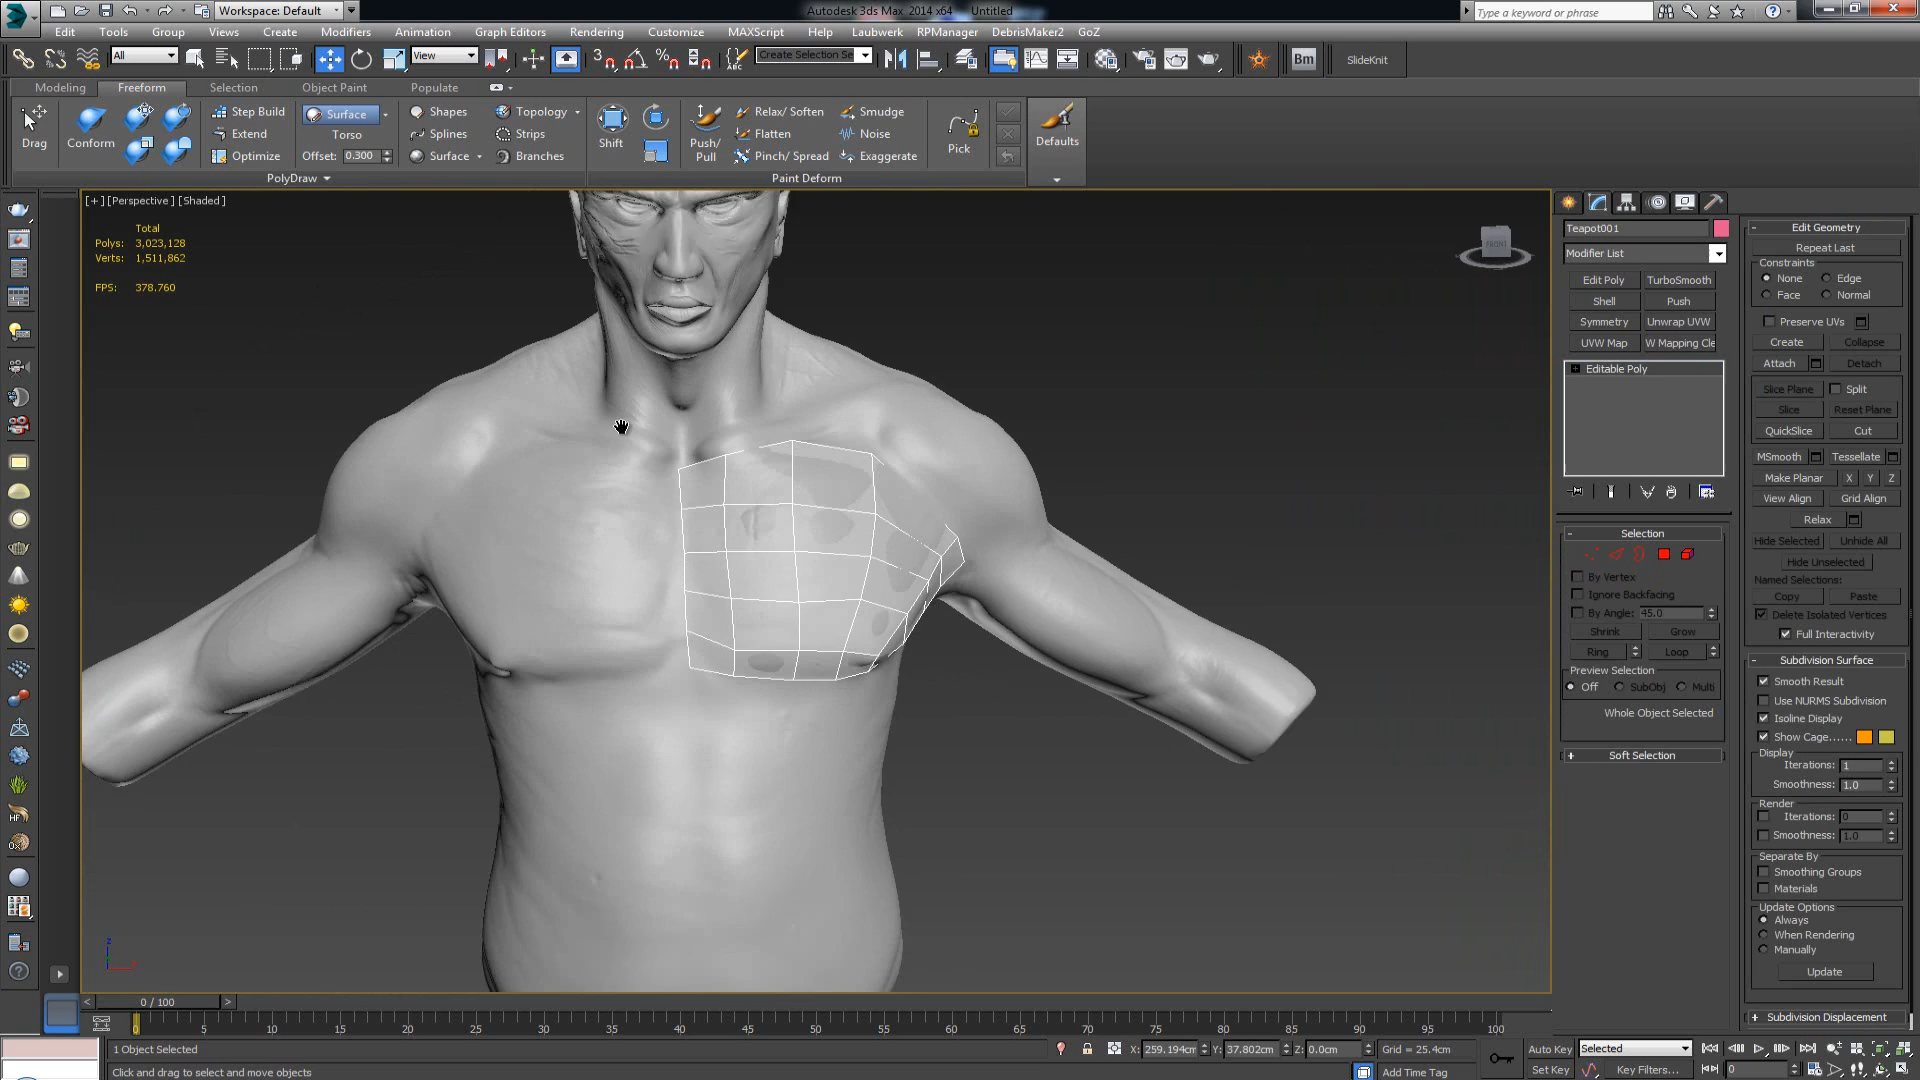 Workspace: Default
Autodesk 3ds Max 2014 x64 Untitled
Type a keyword or phrase
Edit Tools Group Views Create Modifiers Animation Graph Editors Rendering Customize MAXScript Help Laubwerk RPManager DebrisMaker2 GoZ
All View Create Selection Se Bm SlideKnit
Modeling Freeform Selection Object Paint Populate
Step Build Surface Shapes Topology Relax/ Soften Smudge
Extend Torso Splines Strips Flatten Noise
Drag Conform Shift Push/ Pull Pick Defaults
Optimize Offset: 0.300 Surface Branches Pinch/ Spread Exaggerate
PolyDraw Paint Deform
[+] [Perspective ] [Shaded ]
Total
Polys: 3,023,128
Verts: 1,511,862
FPS: 378.760
FRONT
Teapot001
Modifier List
Edit Poly TurboSmooth
Shell Push
Symmetry Unwrap UVW
UVW Map W Mapping Cle
Editable Poly
Selection
By Vertex
Ignore Backfacing
By Angle: 45.0
Shrink Grow
Ring Loop
Preview Selection
Off SubObj Multi
Whole Object Selected
Soft Selection
Edit Geometry
Repeat Last
Constraints
None Edge
Face Normal
Preserve UVs
Create Collapse
Attach Detach
Slice Plane Split
Slice Reset Plane
QuickSlice Cut
MSmooth Tessellate
Make Planar X Y Z
View Align Grid Align
Relax
Hide Selected Unhide All
Hide Unselected
Named Selections:
Copy Paste
Delete Isolated Vertices
Full Interactivity
Subdivision Surface
Smooth Result
Use NURMS Subdivision
Isoline Display
Show Cage......
Display
Iterations: 1
Smoothness: 1.0
Render
Iterations: 0
Smoothness: 1.0
Separate By
Smoothing Groups
Materials
Update Options
Always
When Rendering
Manually
Update
Subdivision Displacement
z
0 / 100
0 5 10 15 20 25 30 35 40 45 50 55 60 65 70 75 80 85 90 95 100
1 Object Selected X: 259.194cm Y: 37.802cm Z: 0.0cm Grid = 25.4cm Auto Key Selected
Click and drag to select and move objects Add Time Tag Set Key Key Filters... 0